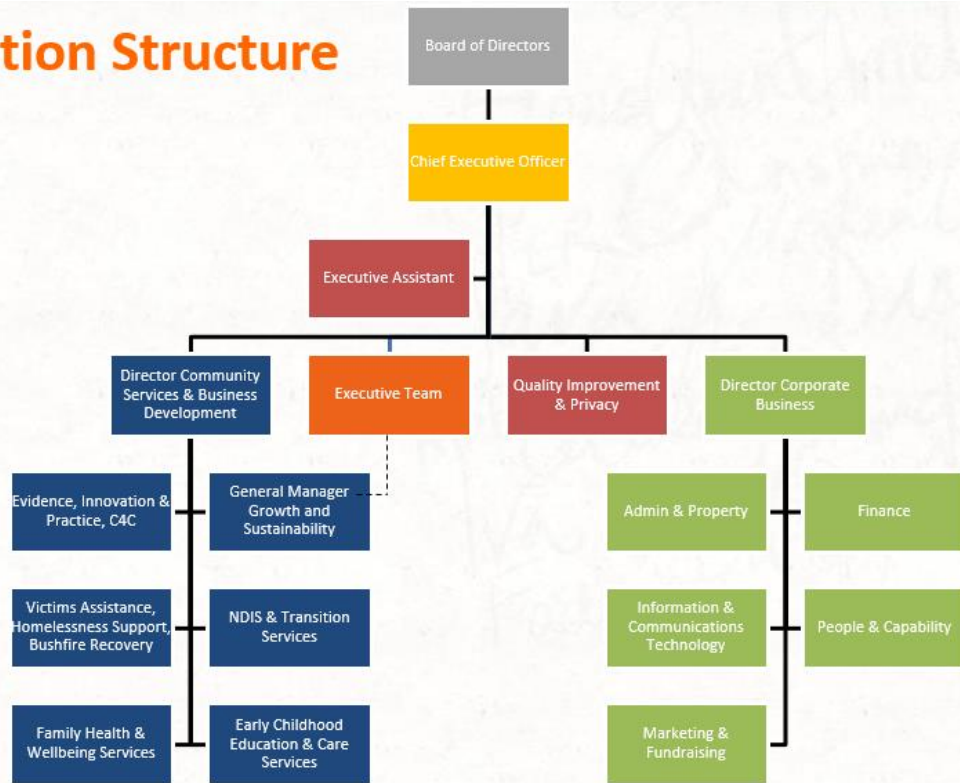 tion Structure
Board of Directors
Chief Executive Officer
Executive Assistant
Director Community
Services & Business
Development
Executive Team
Quality Improvement
& Privacy
Director Corporate
Business
Evidence, Innovation &
Practice, C4C
General Manager
Growth and
Sustainability
Admin & Property
Finance
Victims Assistance,
Homelessness Support,
Bushfire Recovery
NDIS & Transition
Services
Information &
Communications
Technology
People & Capability
Family Health &
Wellbeing Services
Early Childhood
Education & Care
Services
Marketing &
Fundraising